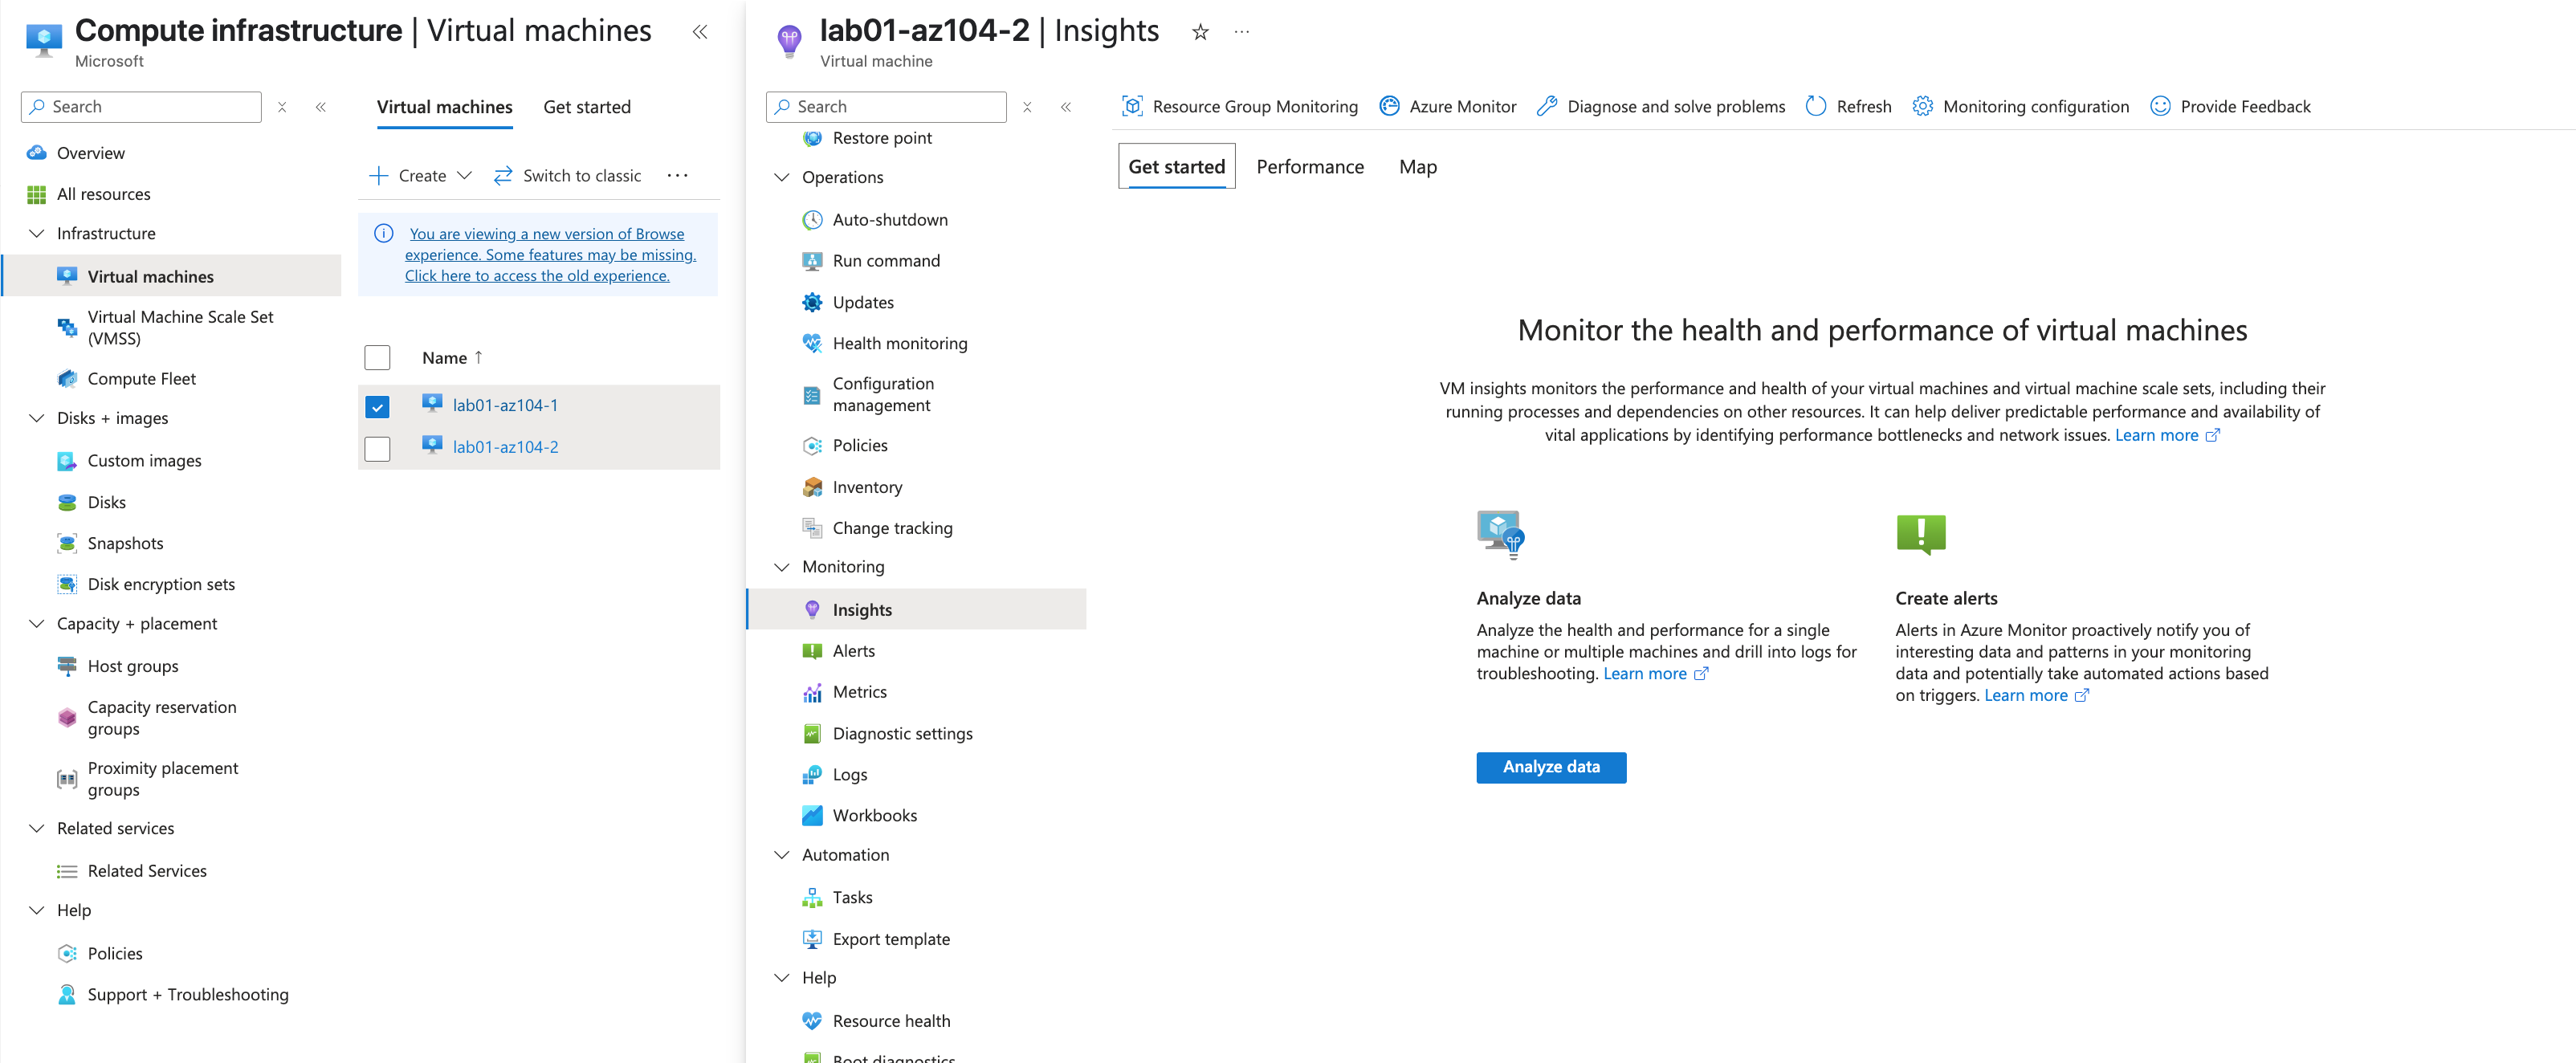 Compute infrastructure | Virtual machines
Microsoft
Search
Overview
All resources
Infrastructure
Virtual machines
Virtual Machine Scale Set
(VMSS)
Compute Fleet
Disks + images
Custom images
Disks
Snapshots
Disk encryption sets
Capacity + placement
Host groups
Capacity reservation
groups
Proximity placement
groups
Related services
Related Services
Help
Policies
Support + Troubleshooting
Virtual machines Get started
Create Switch to classic ···
You are viewing a new version of Browse
experience. Some features may be missing.
Click here to access the old experience.
Name ↑
lab01-az104-1
lab01-az104-2
lab01-az104-2 | Insights ···
Virtual machine
Search
Restore point
Operations
Auto-shutdown
Run command
Updates
Health monitoring
Configuration
management
Policies
Inventory
Change tracking
Monitoring
Insights
Alerts
Metrics
Diagnostic settings
Logs
Workbooks
Automation
Tasks
Export template
Help
Resource health
Boot diagnostics
Resource Group Monitoring Azure Monitor Diagnose and solve problems Refresh Monitoring configuration Provide Feedback
Get started Performance Map
Monitor the health and performance of virtual machines
VM insights monitors the performance and health of your virtual machines and virtual machine scale sets, including their
running processes and dependencies on other resources. It can help deliver predictable performance and availability of
vital applications by identifying performance bottlenecks and network issues. Learn more
Analyze data
Analyze the health and performance for a single
machine or multiple machines and drill into logs for
troubleshooting. Learn more
Analyze data
Create alerts
Alerts in Azure Monitor proactively notify you of
interesting data and patterns in your monitoring
data and potentially take automated actions based
on triggers. Learn more